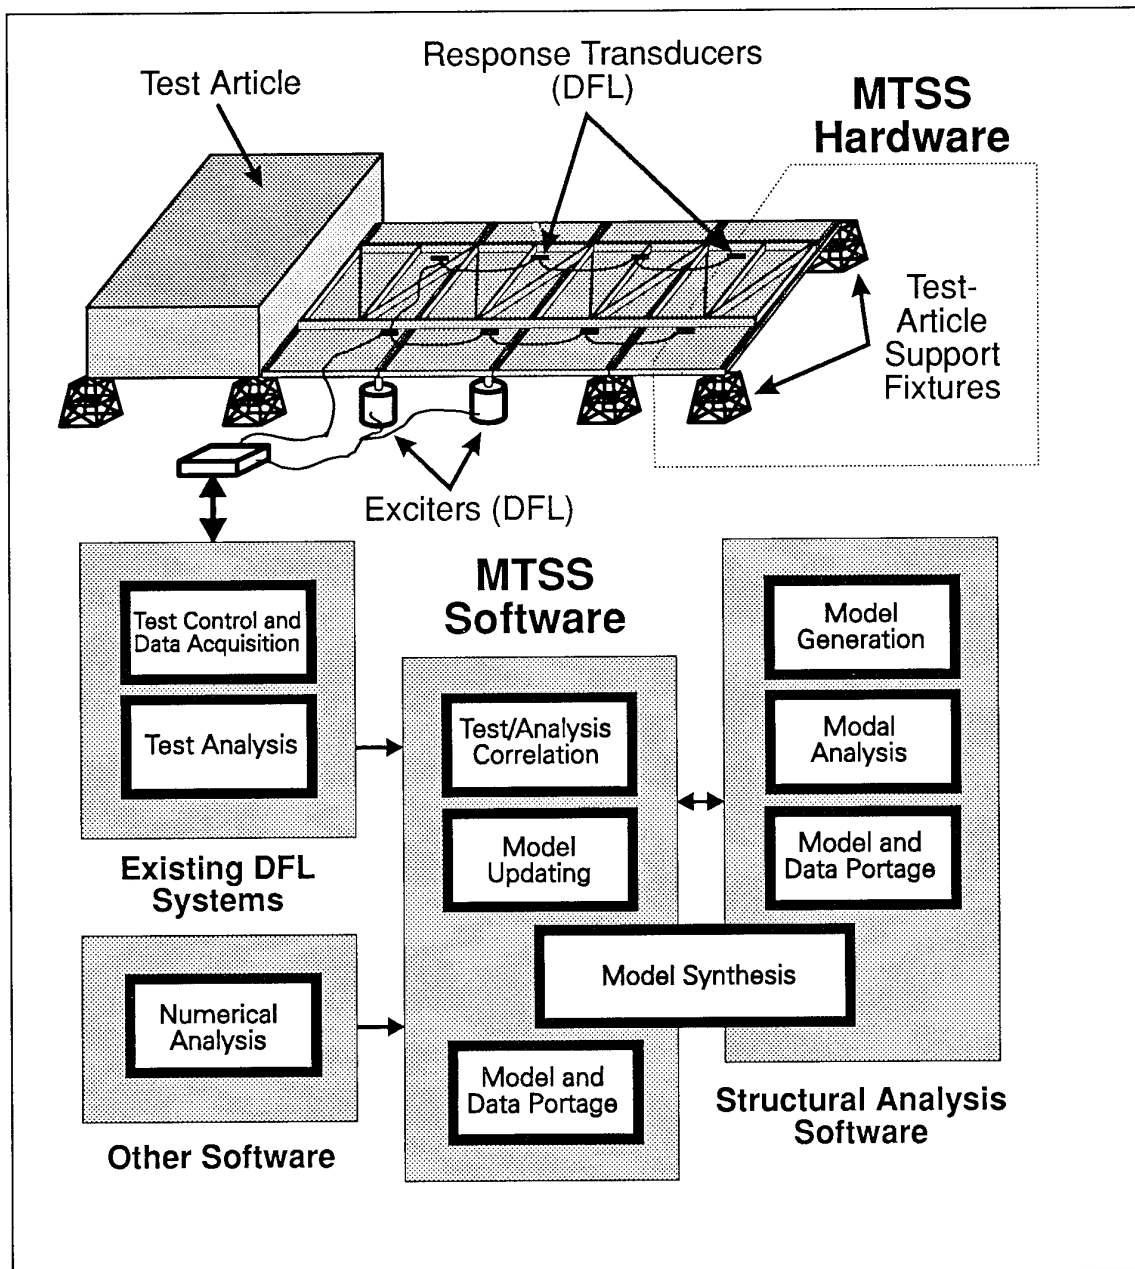 Response Transducers
(DFL)
Test Article
MTSS
Hardware
Test-
Article
Support
Fixtures
Exciters (DFL)
MTSS
Software
Test Control and
Data Acquisition
Test Analysis
Existing DFL
Systems
Numerical
Analysis
Other Software
Test/Analysis
Correlation
Model
Updating
Model Synthesis
Model and
Data Portage
Model
Generation
Modal
Analysis
Model and
Data Portage
Structural Analysis
Software